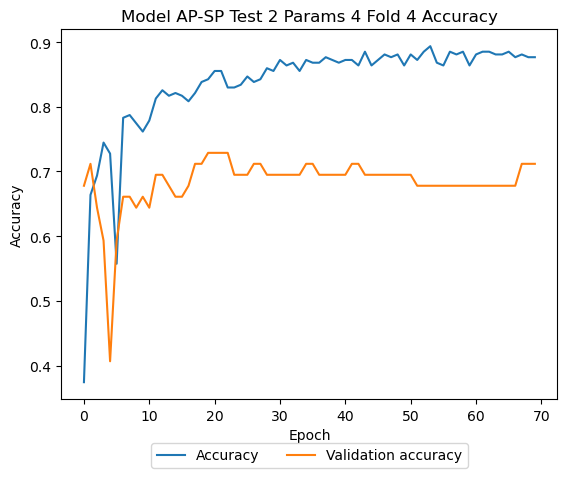 Model AP-SP Test 2 Params 4 Fold 4 Accuracy
0.9
0.8
0.7
0.6
0.5
0.4
Accuracy
0 10 20 30 40 50 60 70
Epoch
Accuracy Validation accuracy